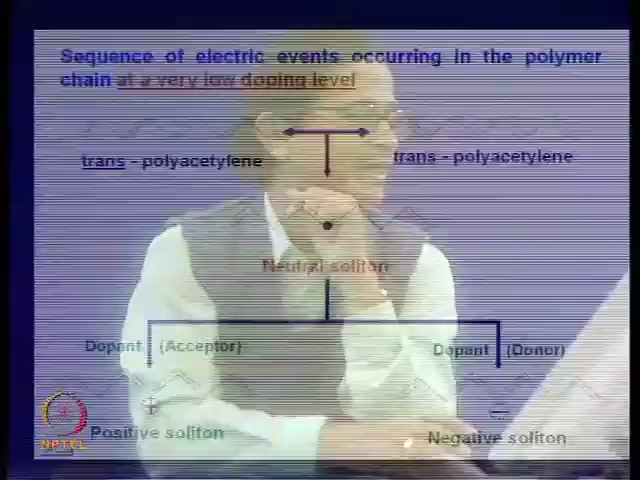 Sequence of electric events occurring in the polymer
chain at a very low doping level
trans - polyacetylene trans - polyacetylene
Neutral soliton
Dopant (Acceptor) Dopant (Donor)
+ −
Positive soliton Negative soliton
NPTEL